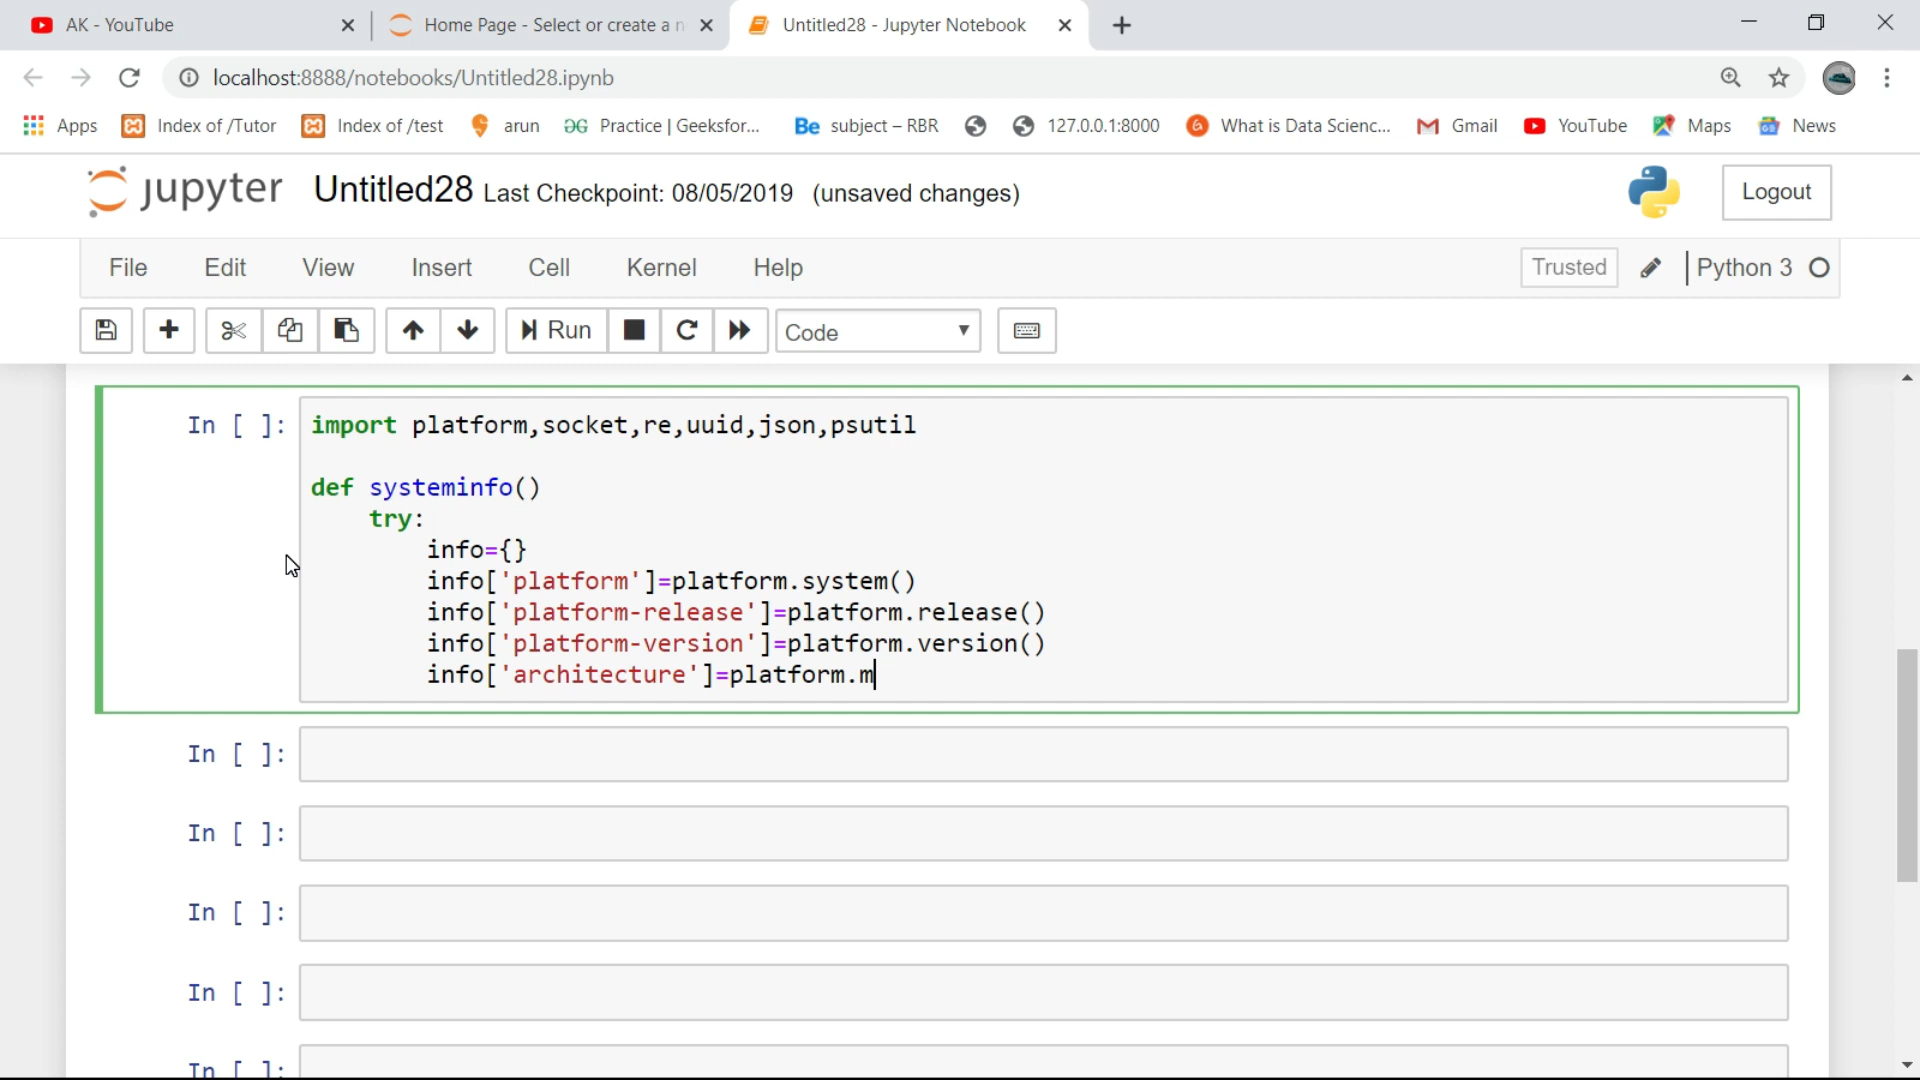 AK - YouTube
Home Page - Select or create a n
Untitled28 - Jupyter Notebook
localhost:8888/notebooks/Untitled28.ipynb
Apps Index of /Tutor Index of /test arun Practice | Geeksfor... Be subject – RBR 127.0.0.1:8000 What is Data Scienc... Gmail YouTube Maps News
jupyter Untitled28 Last Checkpoint: 08/05/2019 (unsaved changes) Logout
File Edit View Insert Cell Kernel Help Trusted Python 3
Run Code
In [ ]: import platform,socket,re,uuid,json,psutil
def systeminfo()
try:
info={}
info['platform']=platform.system()
info['platform-release']=platform.release()
info['platform-version']=platform.version()
info['architecture']=platform.m
In [ ]:
In [ ]:
In [ ]:
In [ ]:
In [ ]: